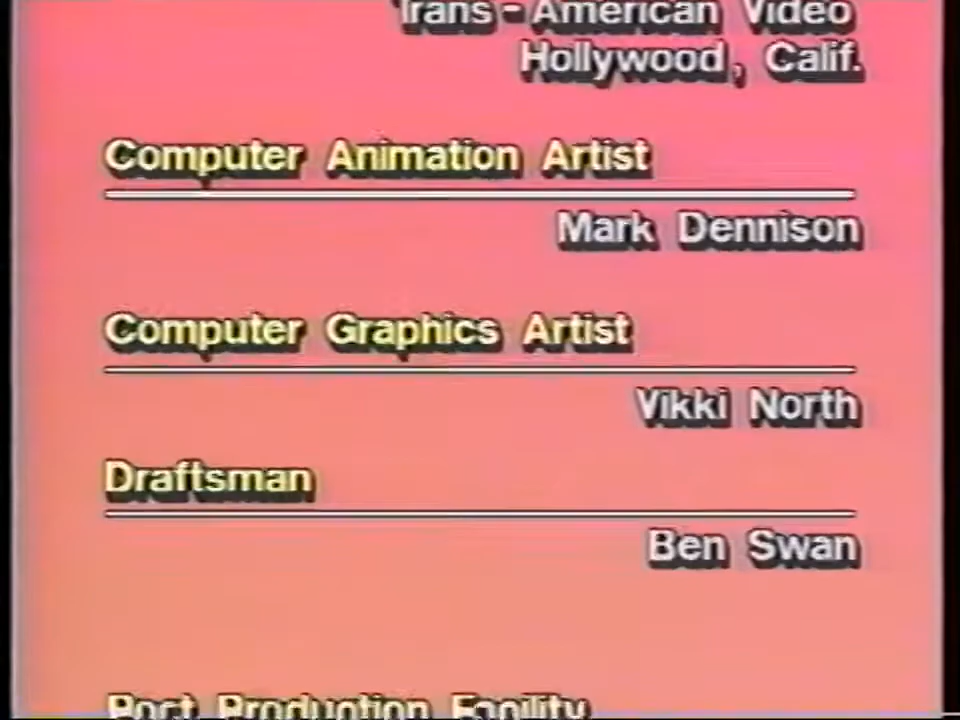 Trans - American Video
Hollywood, Calif.
Computer Animation Artist
Mark Dennison
Computer Graphics Artist
Vikki North
Draftsman
Ben Swan
Post Production Facility